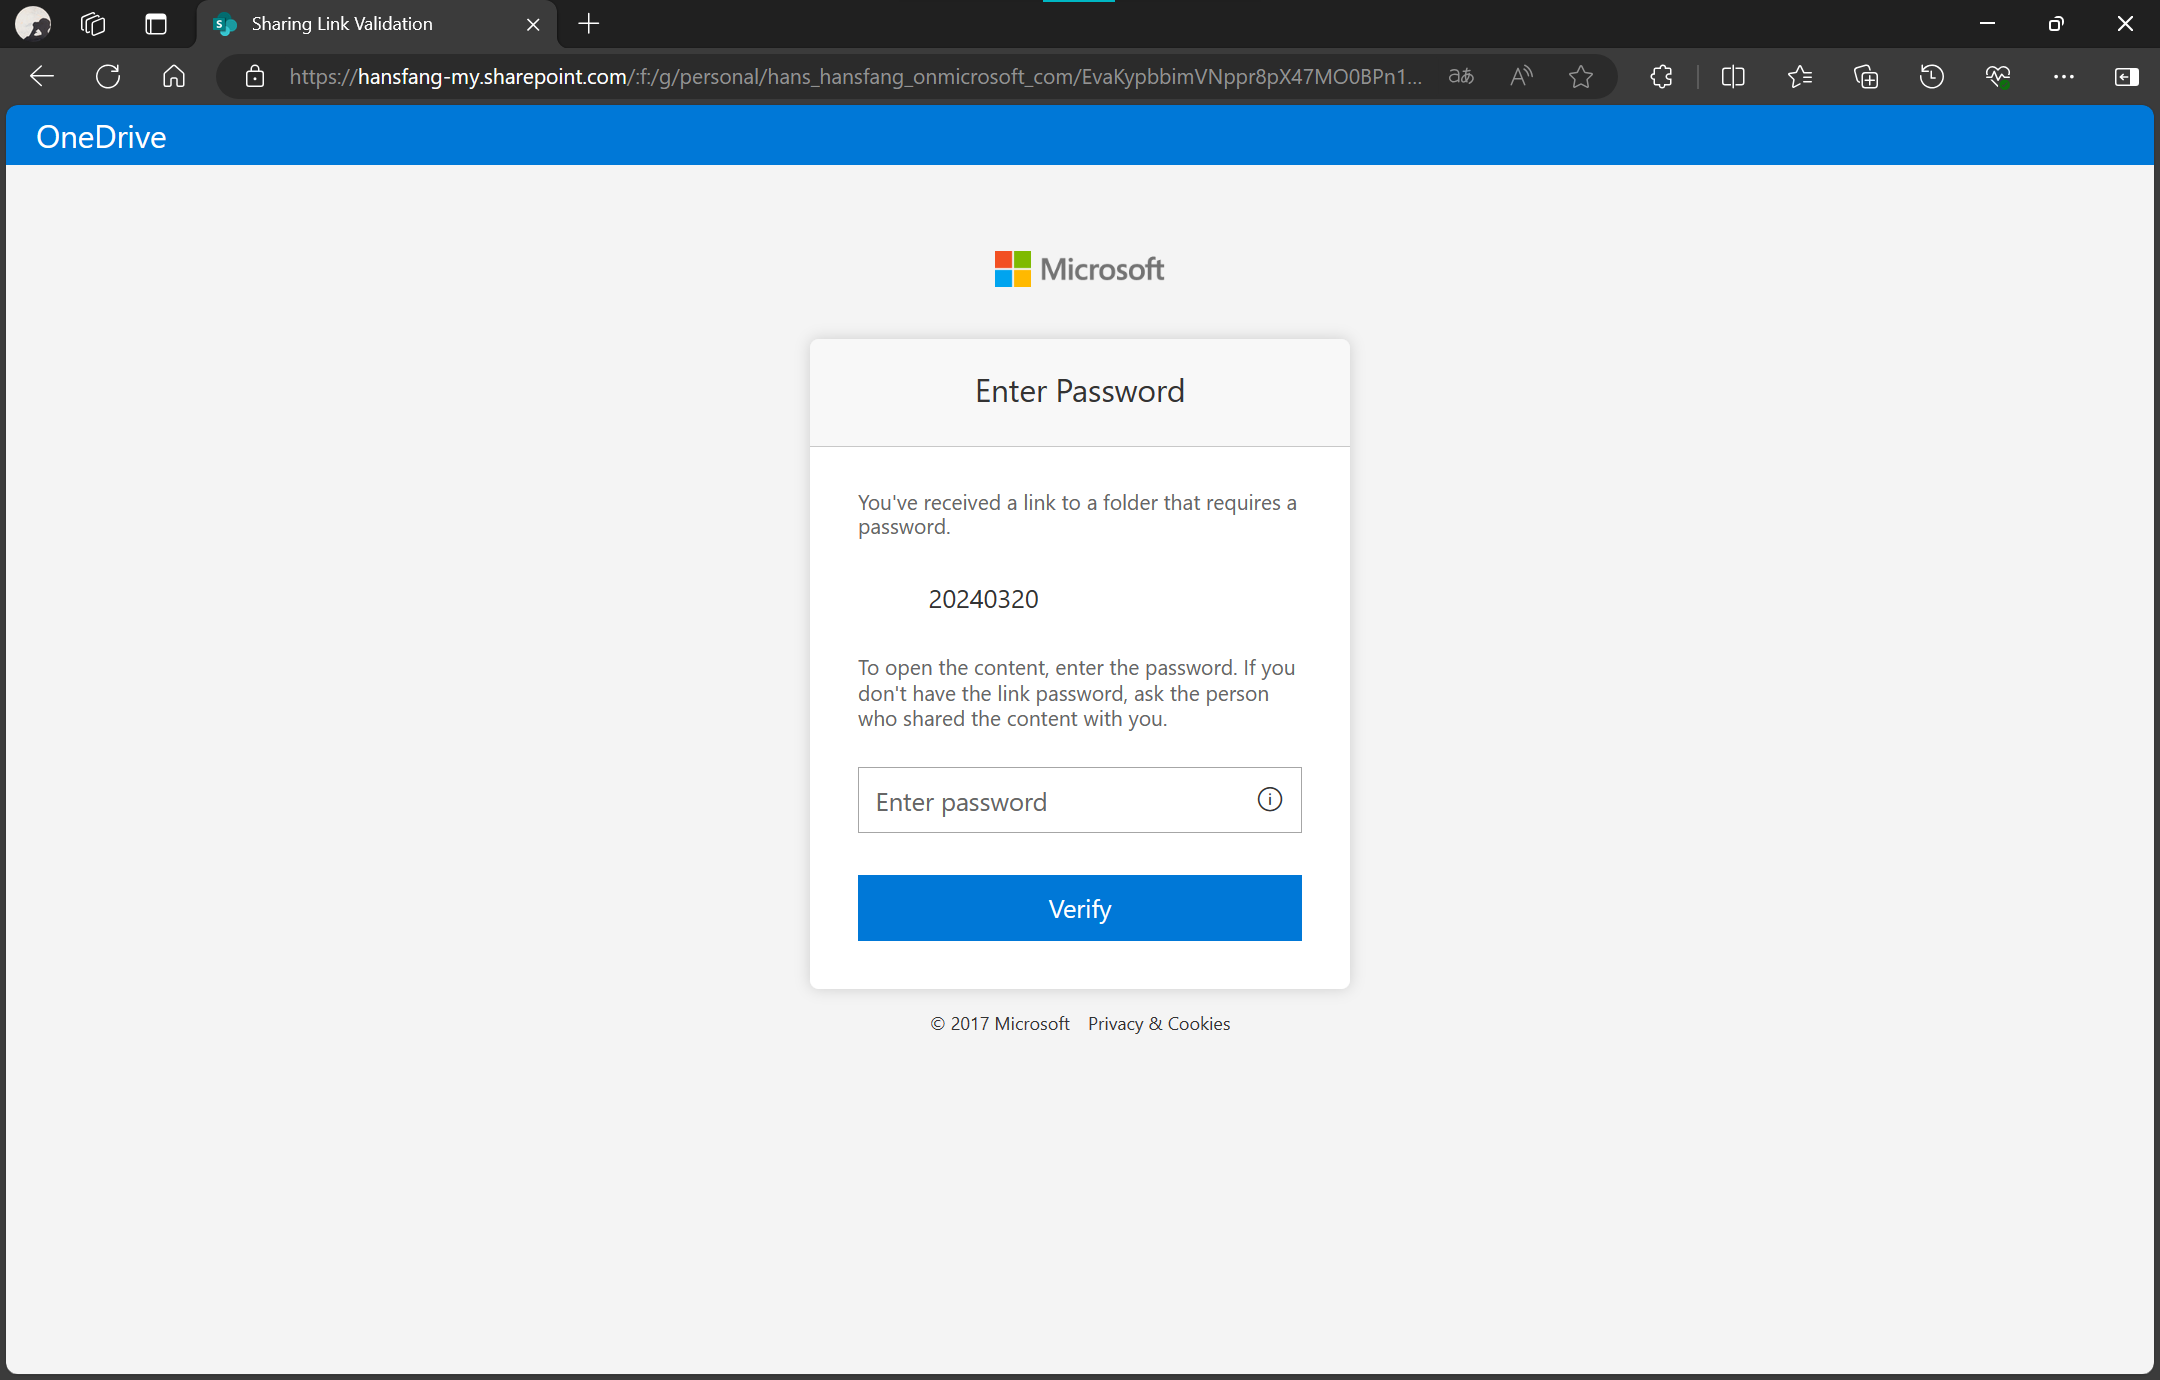 Sharing Link Validation
https://hansfang-my.sharepoint.com/:f:/g/personal/hans_hansfang_onmicrosoft_com/EvaKypbbimVNppr8pX47MO0BPn1...
OneDrive
Microsoft
Enter Password
You've received a link to a folder that requires a
password.
20240320
To open the content, enter the password. If you
don't have the link password, ask the person
who shared the content with you.
Enter password
Verify
© 2017 Microsoft Privacy & Cookies